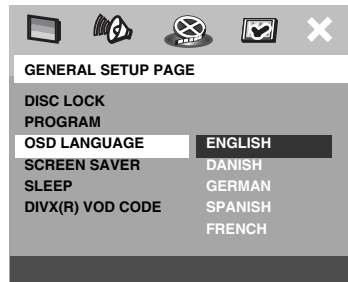 GENERAL SETUP PAGE
DISC LOCK
PROGRAM
OSD LANGUAGE ENGLISH
SCREEN SAVER DANISH
SLEEP GERMAN
DIVX(R) VOD CODE SPANISH
FRENCH